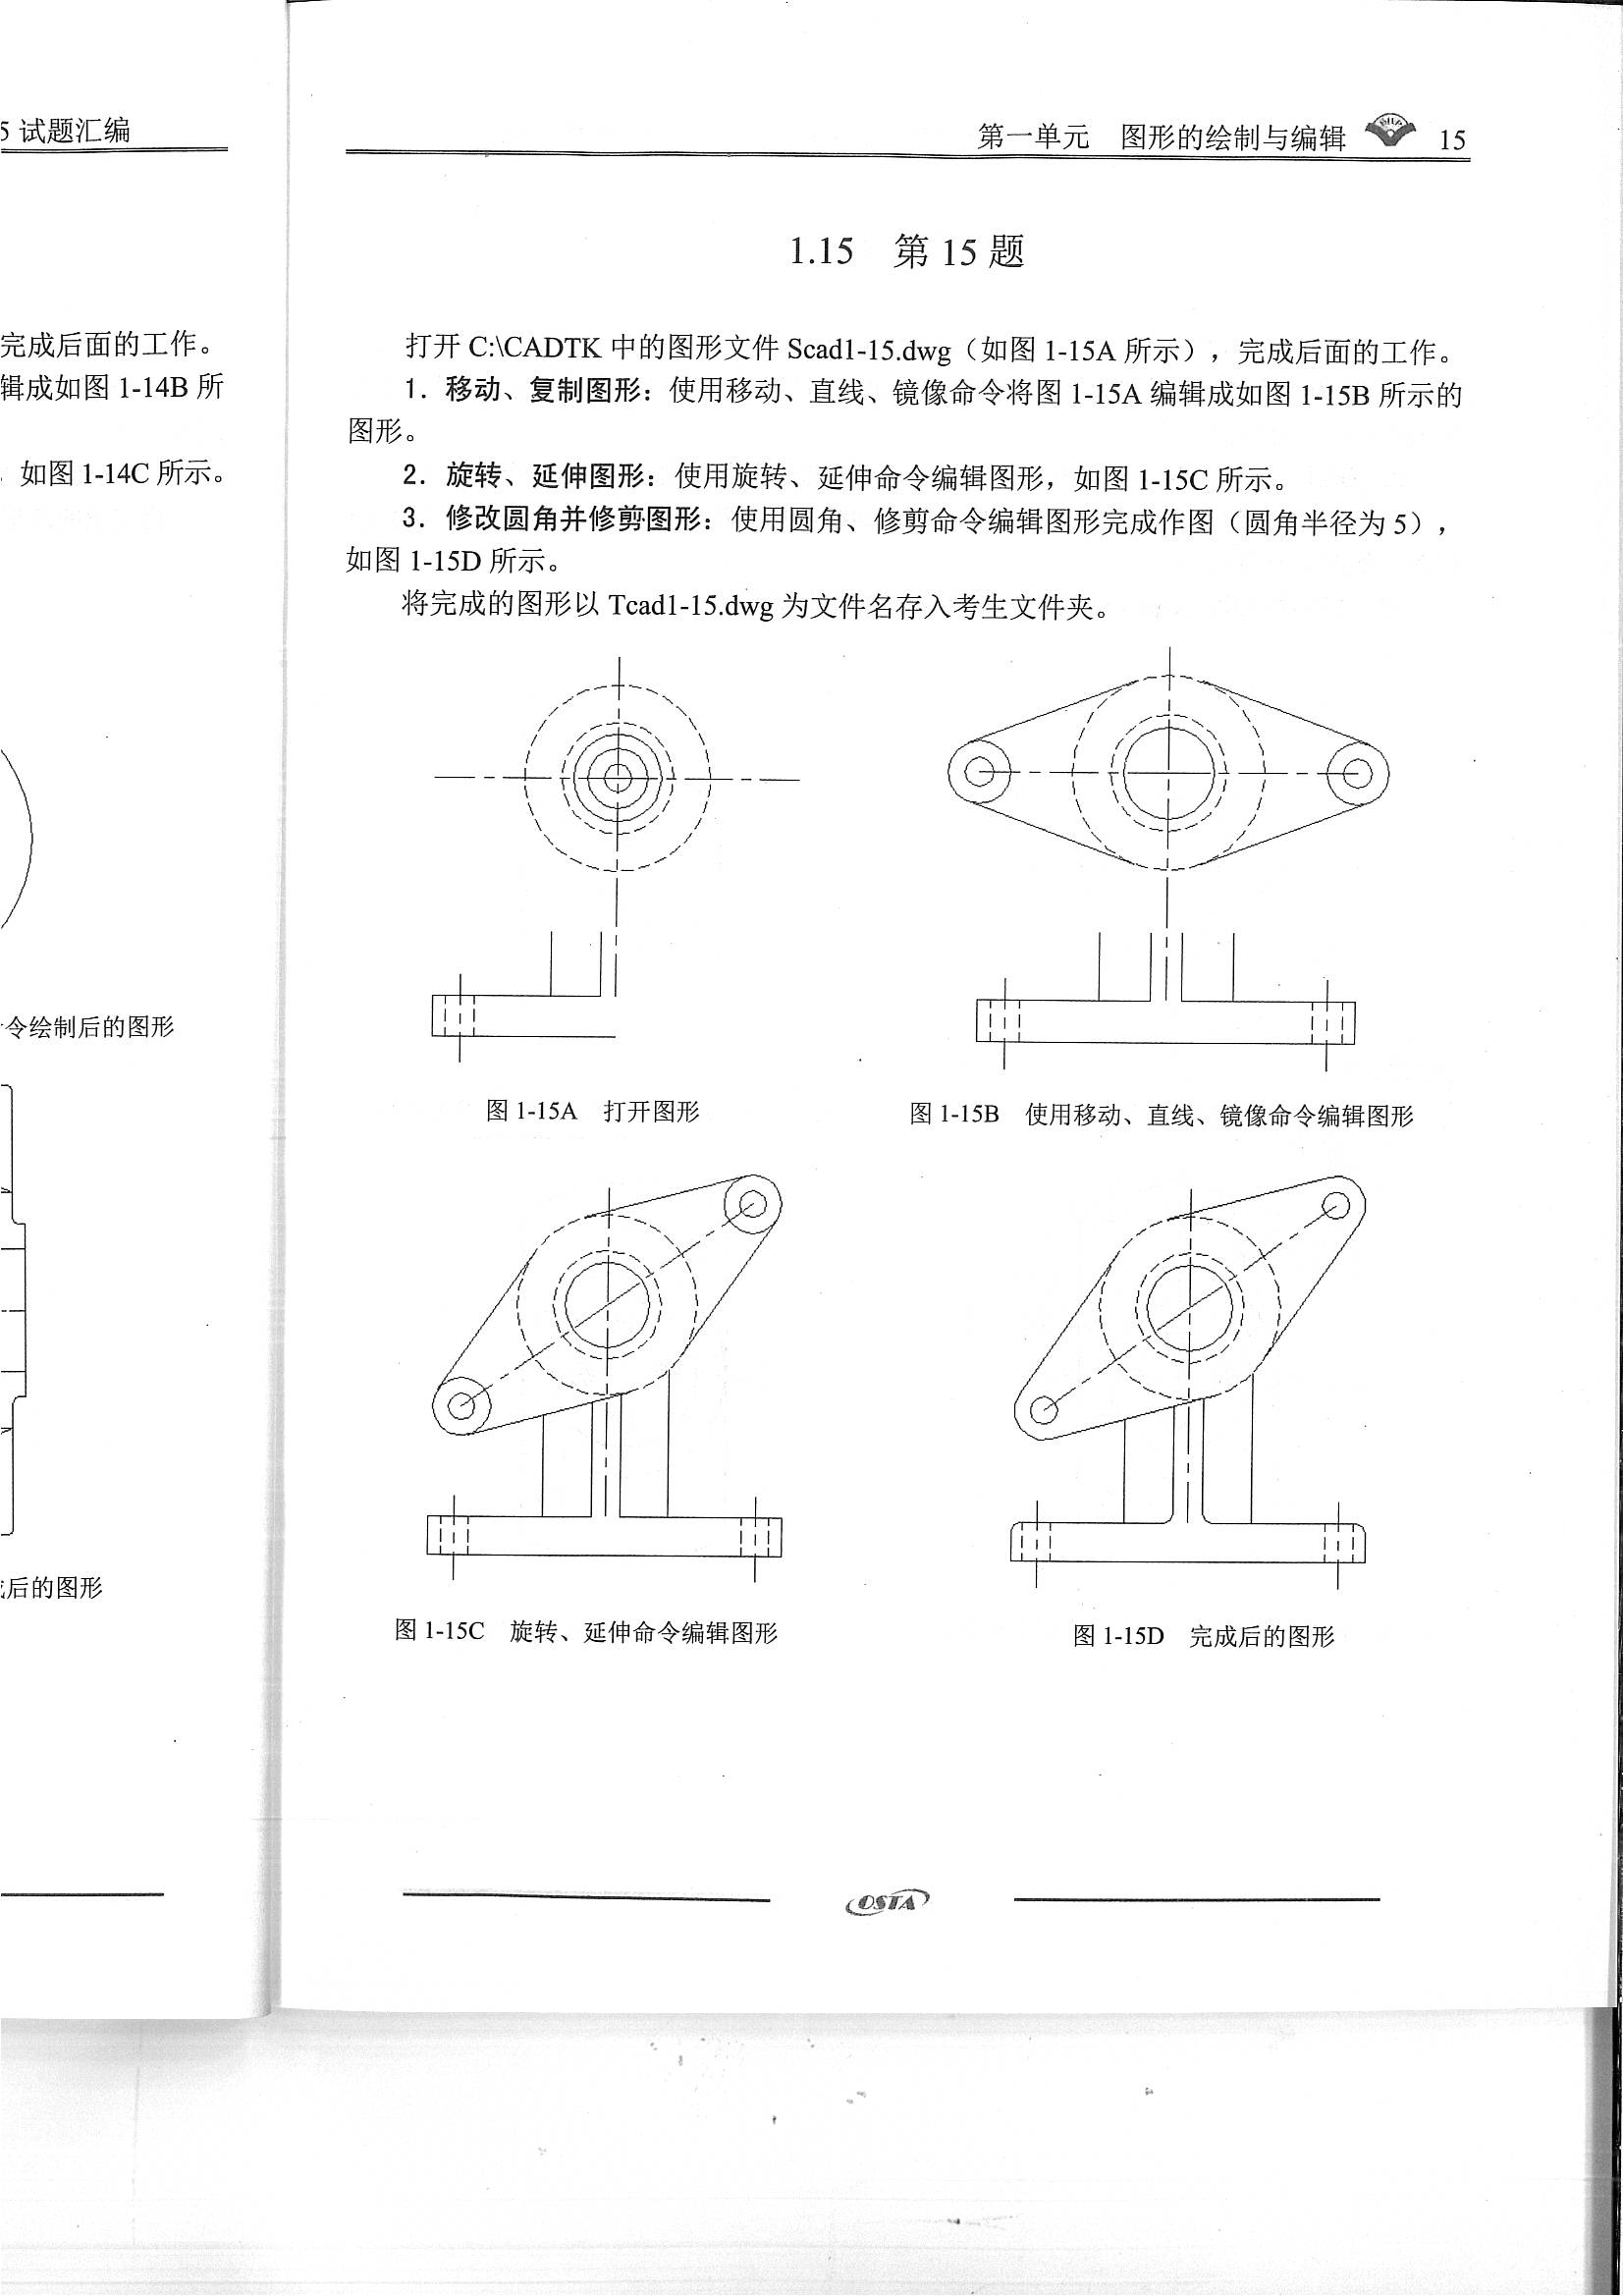 5 试题汇编
完成后面的工作。
辑成如图 1-14B 所
如图 1-14C 所示。
令绘制后的图形
后的图形
第一单元 图形的绘制与编辑 15
1.15 第 15 题
打开 C:\CADTK 中的图形文件 Scad1-15.dwg（如图 1-15A 所示），完成后面的工作。
1．移动、复制图形：使用移动、直线、镜像命令将图 1-15A 编辑成如图 1-15B 所示的
图形。
2．旋转、延伸图形：使用旋转、延伸命令编辑图形，如图 1-15C 所示。
3．修改圆角并修剪图形：使用圆角、修剪命令编辑图形完成作图（圆角半径为 5），
如图 1-15D 所示。
将完成的图形以 Tcad1-15.dwg 为文件名存入考生文件夹。
图 1-15A 打开图形
图 1-15B 使用移动、直线、镜像命令编辑图形
图 1-15C 旋转、延伸命令编辑图形
图 1-15D 完成后的图形
OSTA